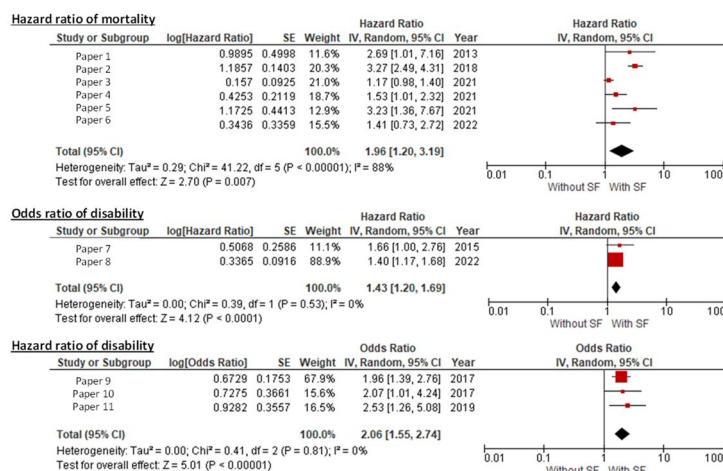 Hazard ratio of mortality
Hazard Ratio Hazard Ratio
Study or Subgroup log[Hazard Ratio] SE Weight IV, Random, 95% CI Year IV, Random, 95% CI
Paper 1 0.9895 0.4998 11.6% 2.69 [1.01, 7.16] 2013
Paper 2 1.1857 0.1403 20.3% 3.27 [2.49, 4.31] 2018
Paper 3 0.157 0.0925 21.0% 1.17 [0.98, 1.40] 2021
Paper 4 0.4253 0.2119 18.7% 1.53 [1.01, 2.32] 2021
Paper 5 1.1725 0.4413 12.9% 3.23 [1.36, 7.67] 2021
Paper 6 0.3436 0.3359 15.5% 1.41 [0.73, 2.72] 2022
Total (95% CI) 100.0% 1.96 [1.20, 3.19]
Heterogeneity: Tau² = 0.29; Chi² = 41.22, df = 5 (P < 0.00001); I² = 88%
Test for overall effect: Z = 2.70 (P = 0.007)
0.01 0.1 1 10 100
Without SF With SF
Odds ratio of disability
Hazard Ratio Hazard Ratio
Study or Subgroup log[Hazard Ratio] SE Weight IV, Random, 95% CI Year IV, Random, 95% CI
Paper 7 0.5068 0.2586 11.1% 1.66 [1.00, 2.76] 2015
Paper 8 0.3365 0.0916 88.9% 1.40 [1.17, 1.68] 2022
Total (95% CI) 100.0% 1.43 [1.20, 1.69]
Heterogeneity: Tau² = 0.00; Chi² = 0.39, df = 1 (P = 0.53); I² = 0%
Test for overall effect: Z = 4.12 (P < 0.0001)
0.01 0.1 1 10 100
Without SF With SF
Hazard ratio of disability
Odds Ratio Odds Ratio
Study or Subgroup log[Odds Ratio] SE Weight IV, Random, 95% CI Year IV, Random, 95% CI
Paper 9 0.6729 0.1753 67.9% 1.96 [1.39, 2.76] 2017
Paper 10 0.7275 0.3661 15.6% 2.07 [1.01, 4.24] 2017
Paper 11 0.9282 0.3557 16.5% 2.53 [1.26, 5.08] 2019
Total (95% CI) 100.0% 2.06 [1.55, 2.74]
Heterogeneity: Tau² = 0.00; Chi² = 0.41, df = 2 (P = 0.81); I² = 0%
Test for overall effect: Z = 5.01 (P < 0.00001)
0.01 0.1 1 10 100
Without SF With SF